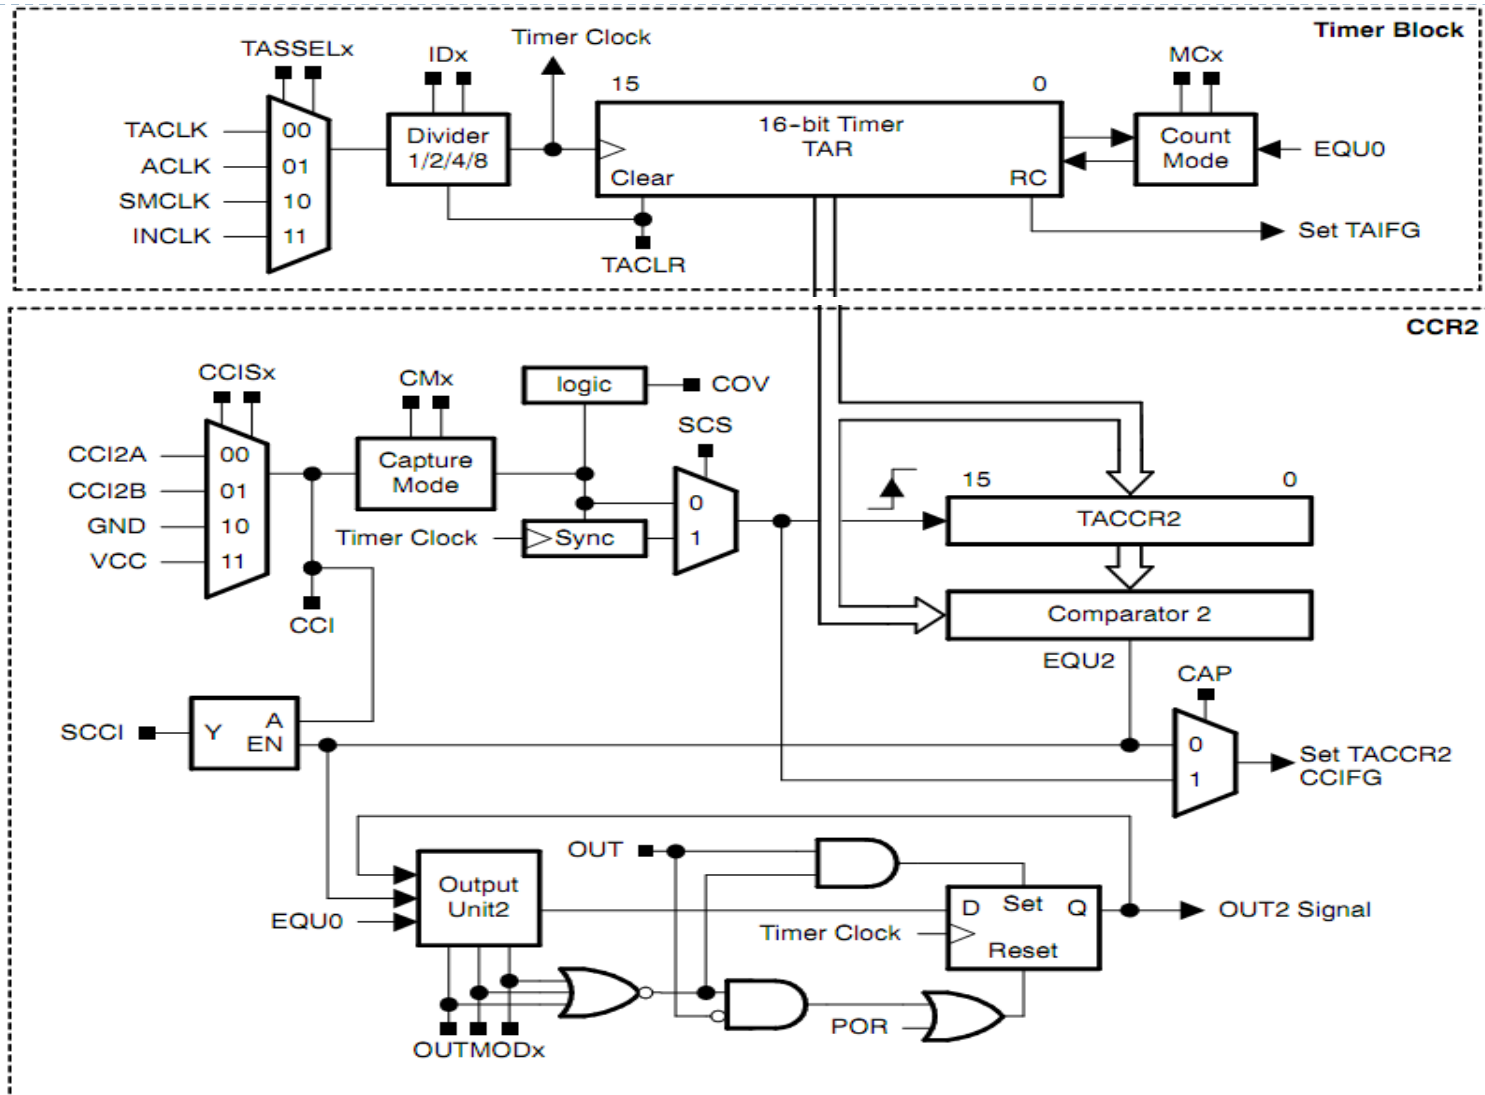 Timer Block
TASSELx
IDx
Timer Clock
15
0
MCx
TACLK
00
ACLK
01
SMCLK
10
INCLK
11
Divider
1/2/4/8
16-bit Timer
TAR
Clear
RC
Count
Mode
EQU0
Set TAIFG
TACLR
CCR2
CCISx
CMx
logic
COV
SCS
CCI2A
00
CCI2B
01
GND
10
VCC
11
Capture
Mode
0
1
Timer Clock
Sync
15
0
TACCR2
CCI
Comparator 2
EQU2
CAP
SCCI
Y
A
EN
0
1
Set TACCR2
CCIFG
OUT
Output
Unit2
EQU0
D
Set
Q
Reset
OUT2 Signal
Timer Clock
POR
OUTMODx